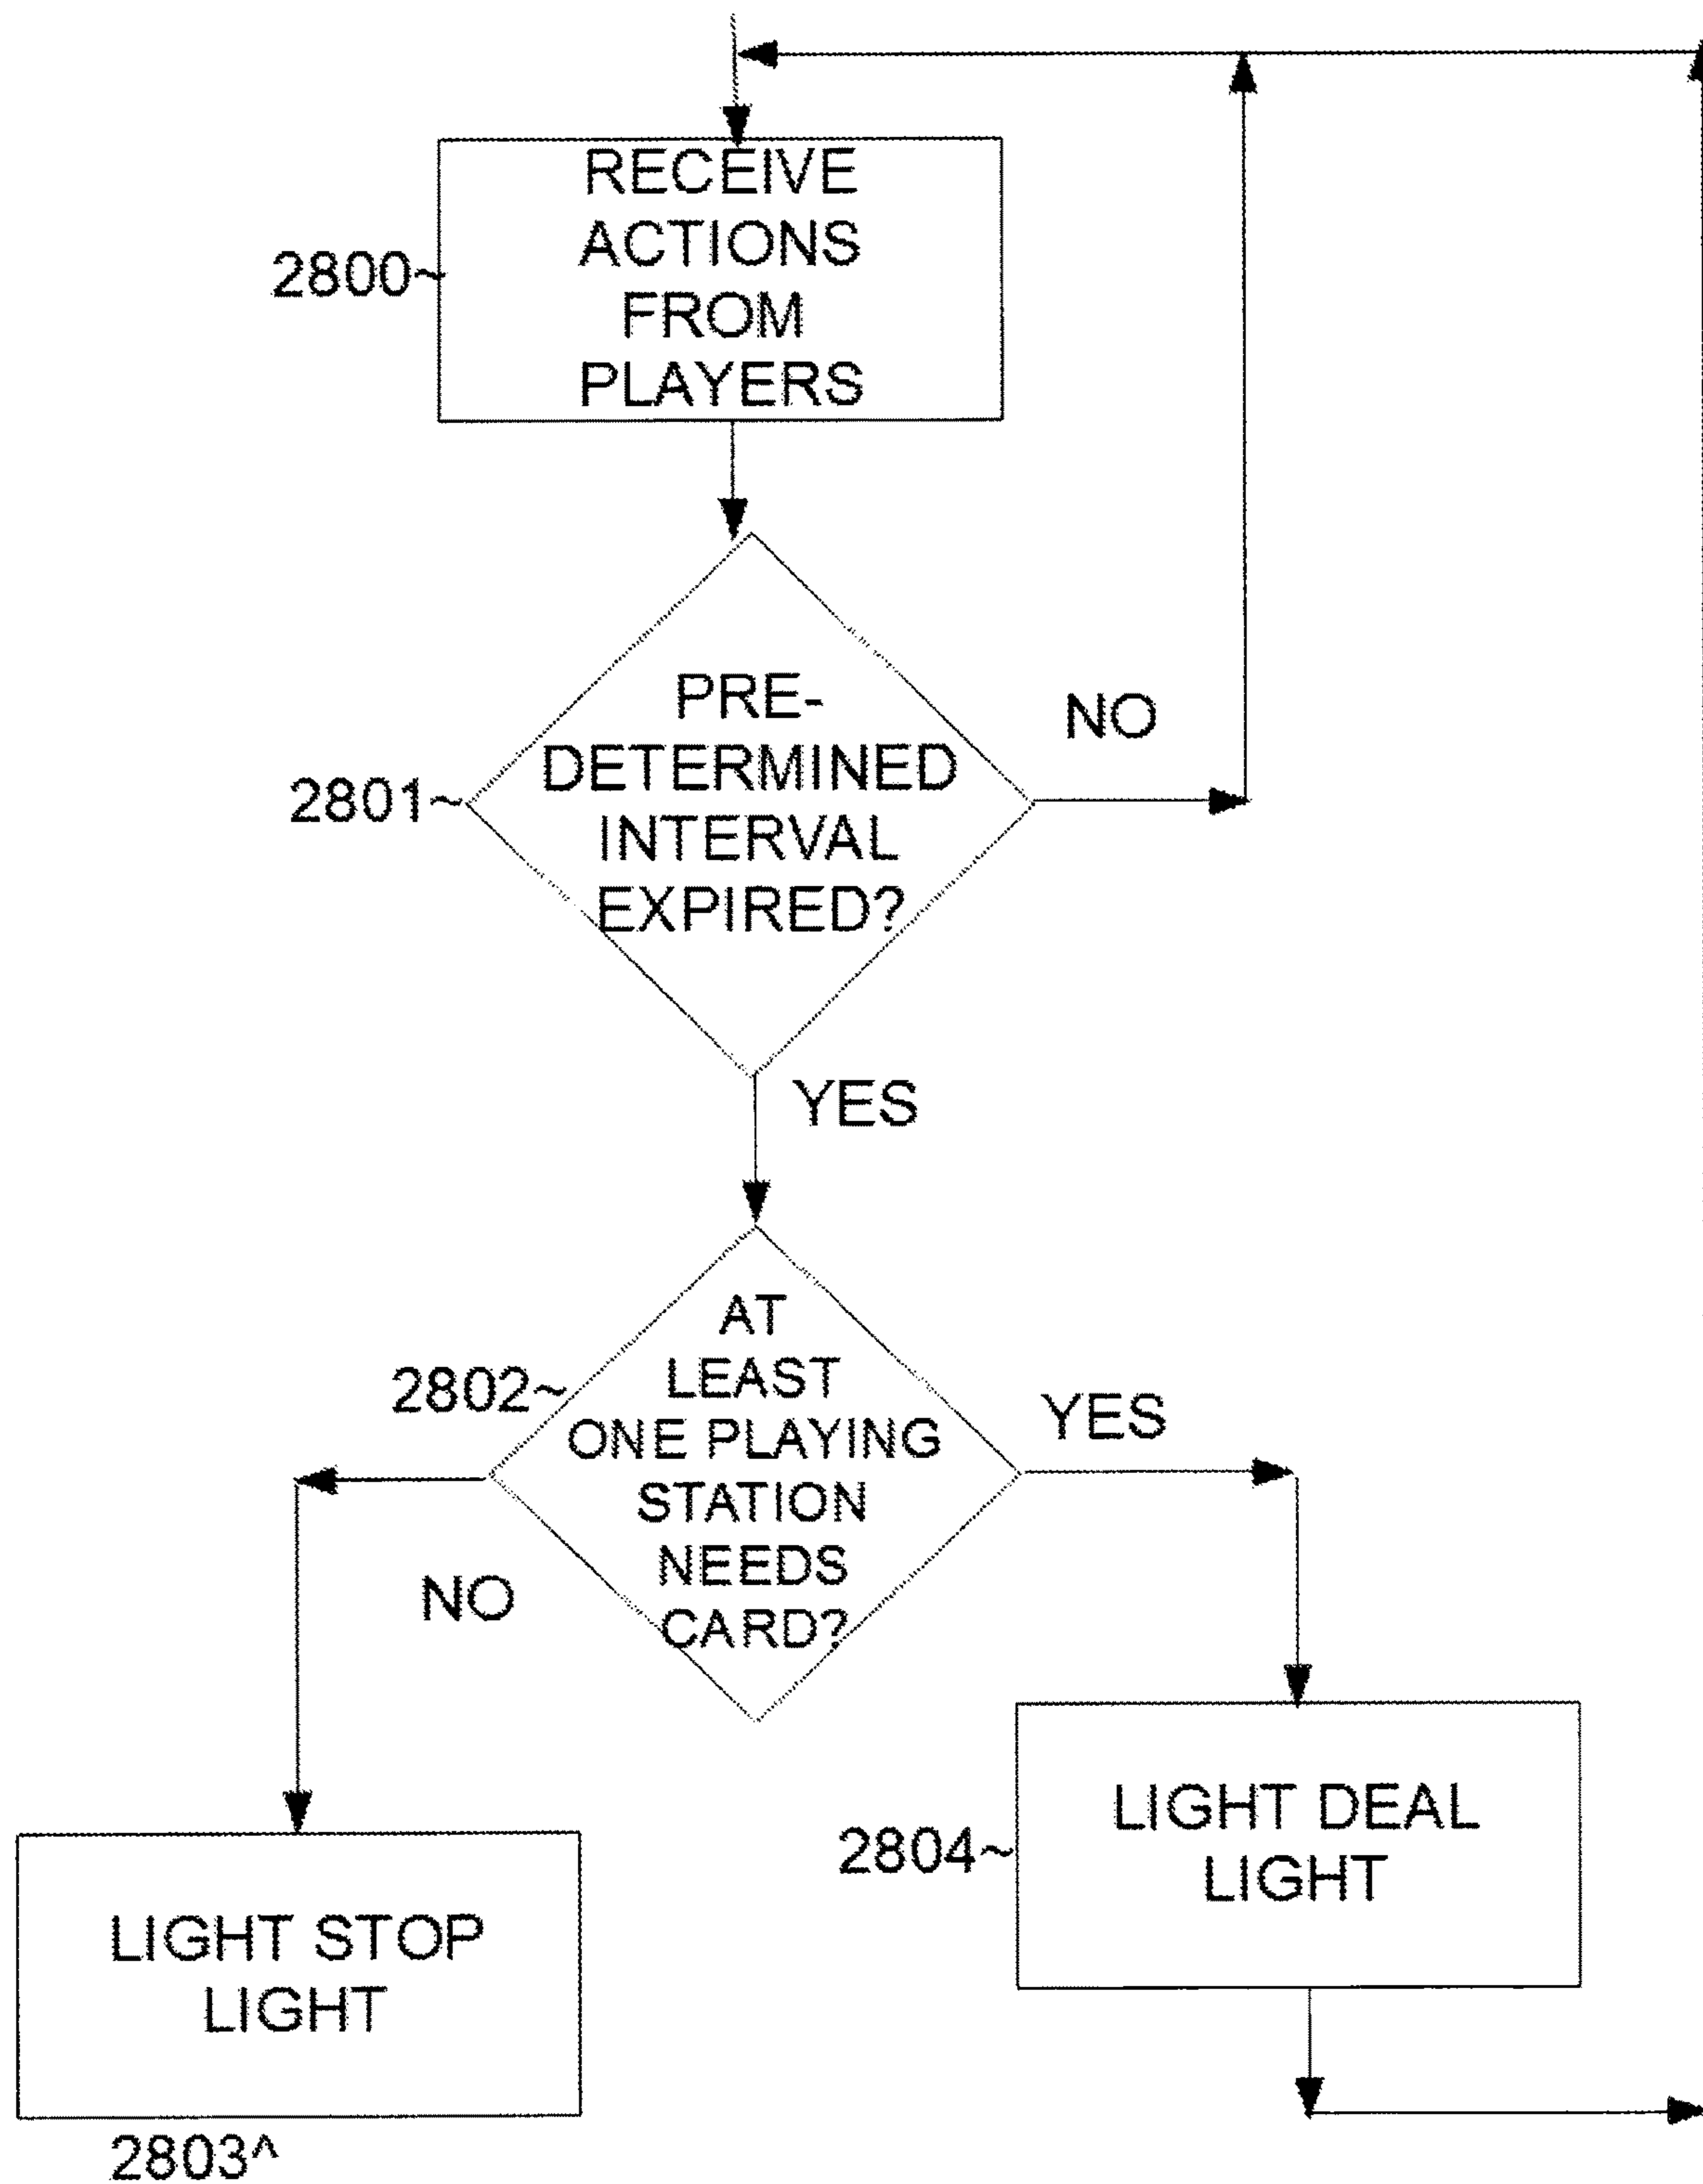 RECEIVE
ACTIONS
FROM
PLAYERS
2800~
PRE-
DETERMINED
INTERVAL
EXPIRED?
2801~
NO
YES
AT
LEAST
ONE PLAYING
STATION
NEEDS
CARD?
2802~
YES
NO
LIGHT DEAL
LIGHT
2804~
LIGHT STOP
LIGHT
2803^